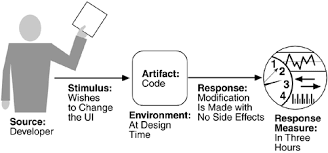 Source:
Developer
Stimulus:
Wishes
to Change
the UI
Artifact:
Code
Environment:
At Design
Time
Response:
Modification
Is Made with
No Side Effects
1
2
3
4
Response
Measure:
In Three
Hours